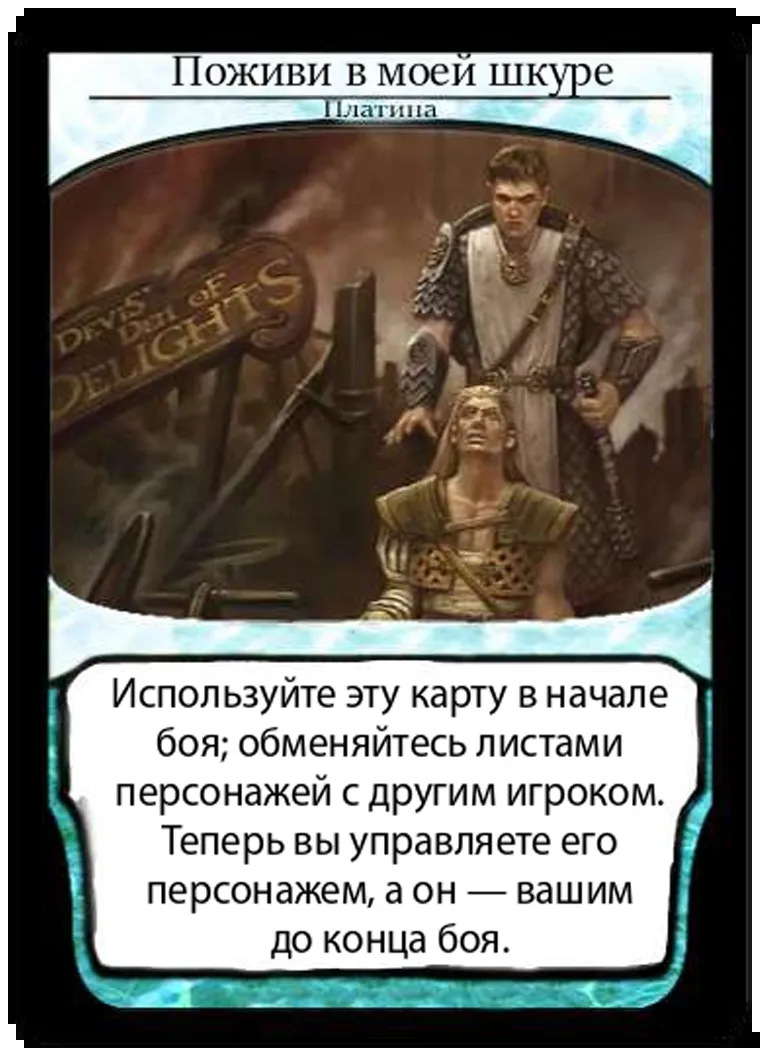 Поживи в моей шкуре
Платина
DEVIS'
DEN OF
DELIGHTS
Используйте эту карту в начале
боя; обменяйтесь листами
персонажей с другим игроком.
Теперь вы управляете его
персонажем, а он — вашим
до конца боя.